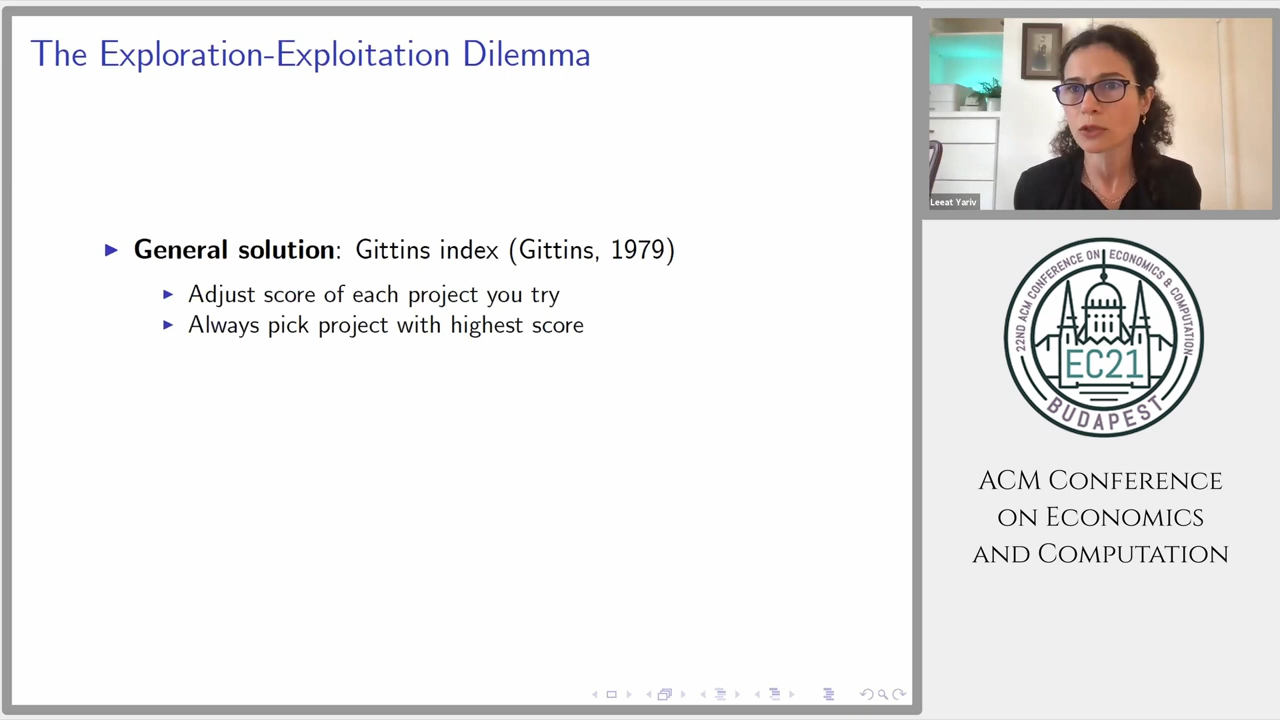 The Exploration-Exploitation Dilemma
General solution: Gittins index (Gittins, 1979)
Adjust score of each project you try
Always pick project with highest score
Leeat Yariv
22ND ACM CONFERENCE ON ECONOMICS & COMPUTATION
EC21
BUDAPEST
ACM Conference
on Economics
and Computation